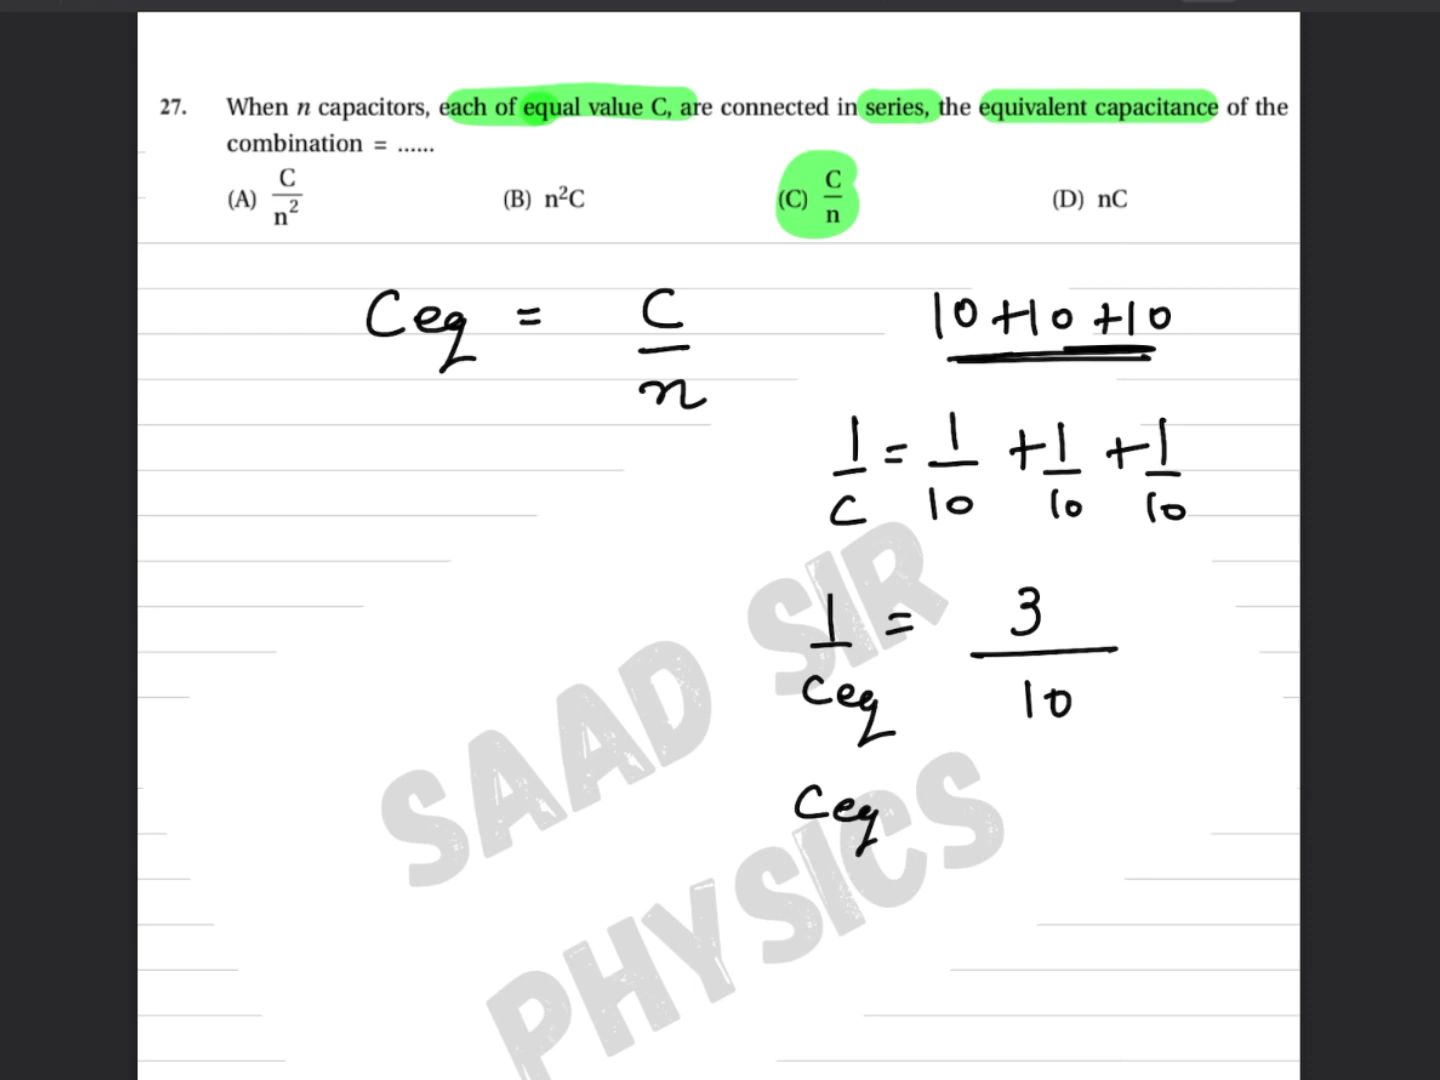 27. When n capacitors, each of equal value C, are connected in series, the equivalent capacitance of the
combination = ......
(A) C/n² (B) n²C (C) C/n (D) nC
Ceq = C/n
10 + 10 + 10
1/C = 1/10 + 1/10 + 1/10
1/Ceq = 3/10
Ceq
SAAD SIR
PHYSICS